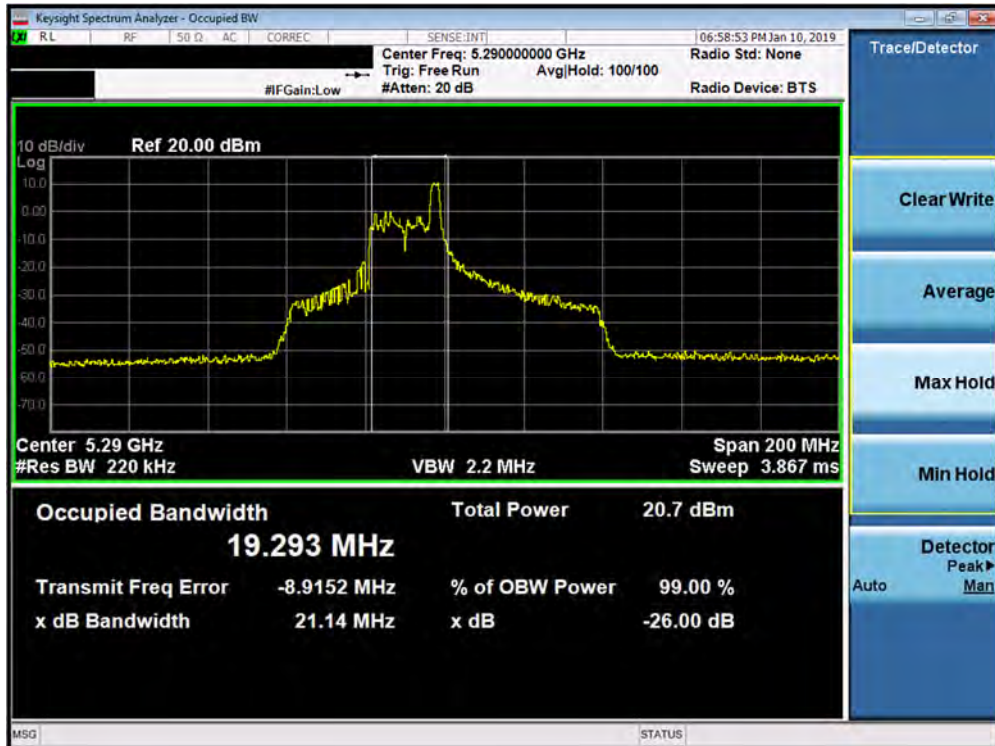 Keysight Spectrum Analyzer - Occupied BW
LXI RL RF 50 Ω AC CORREC SENSE:INT 06:58:53 PM Jan 10, 2019
Center Freq: 5.290000000 GHz Radio Std: None
Trig: Free Run Avg|Hold: 100/100
#IFGain:Low #Atten: 20 dB Radio Device: BTS
Trace/Detector
10 dB/div Ref 20.00 dBm
Log
10.0
0.00
-10.0
-20.0
-30.0
-40.0
-50.0
-60.0
-70.0
Center 5.29 GHz Span 200 MHz
#Res BW 220 kHz VBW 2.2 MHz Sweep 3.867 ms
Occupied Bandwidth Total Power 20.7 dBm
19.293 MHz
Transmit Freq Error -8.9152 MHz % of OBW Power 99.00 %
x dB Bandwidth 21.14 MHz x dB -26.00 dB
Clear Write
Average
Max Hold
Min Hold
Detector
Peak▶
Auto Man
MSG STATUS